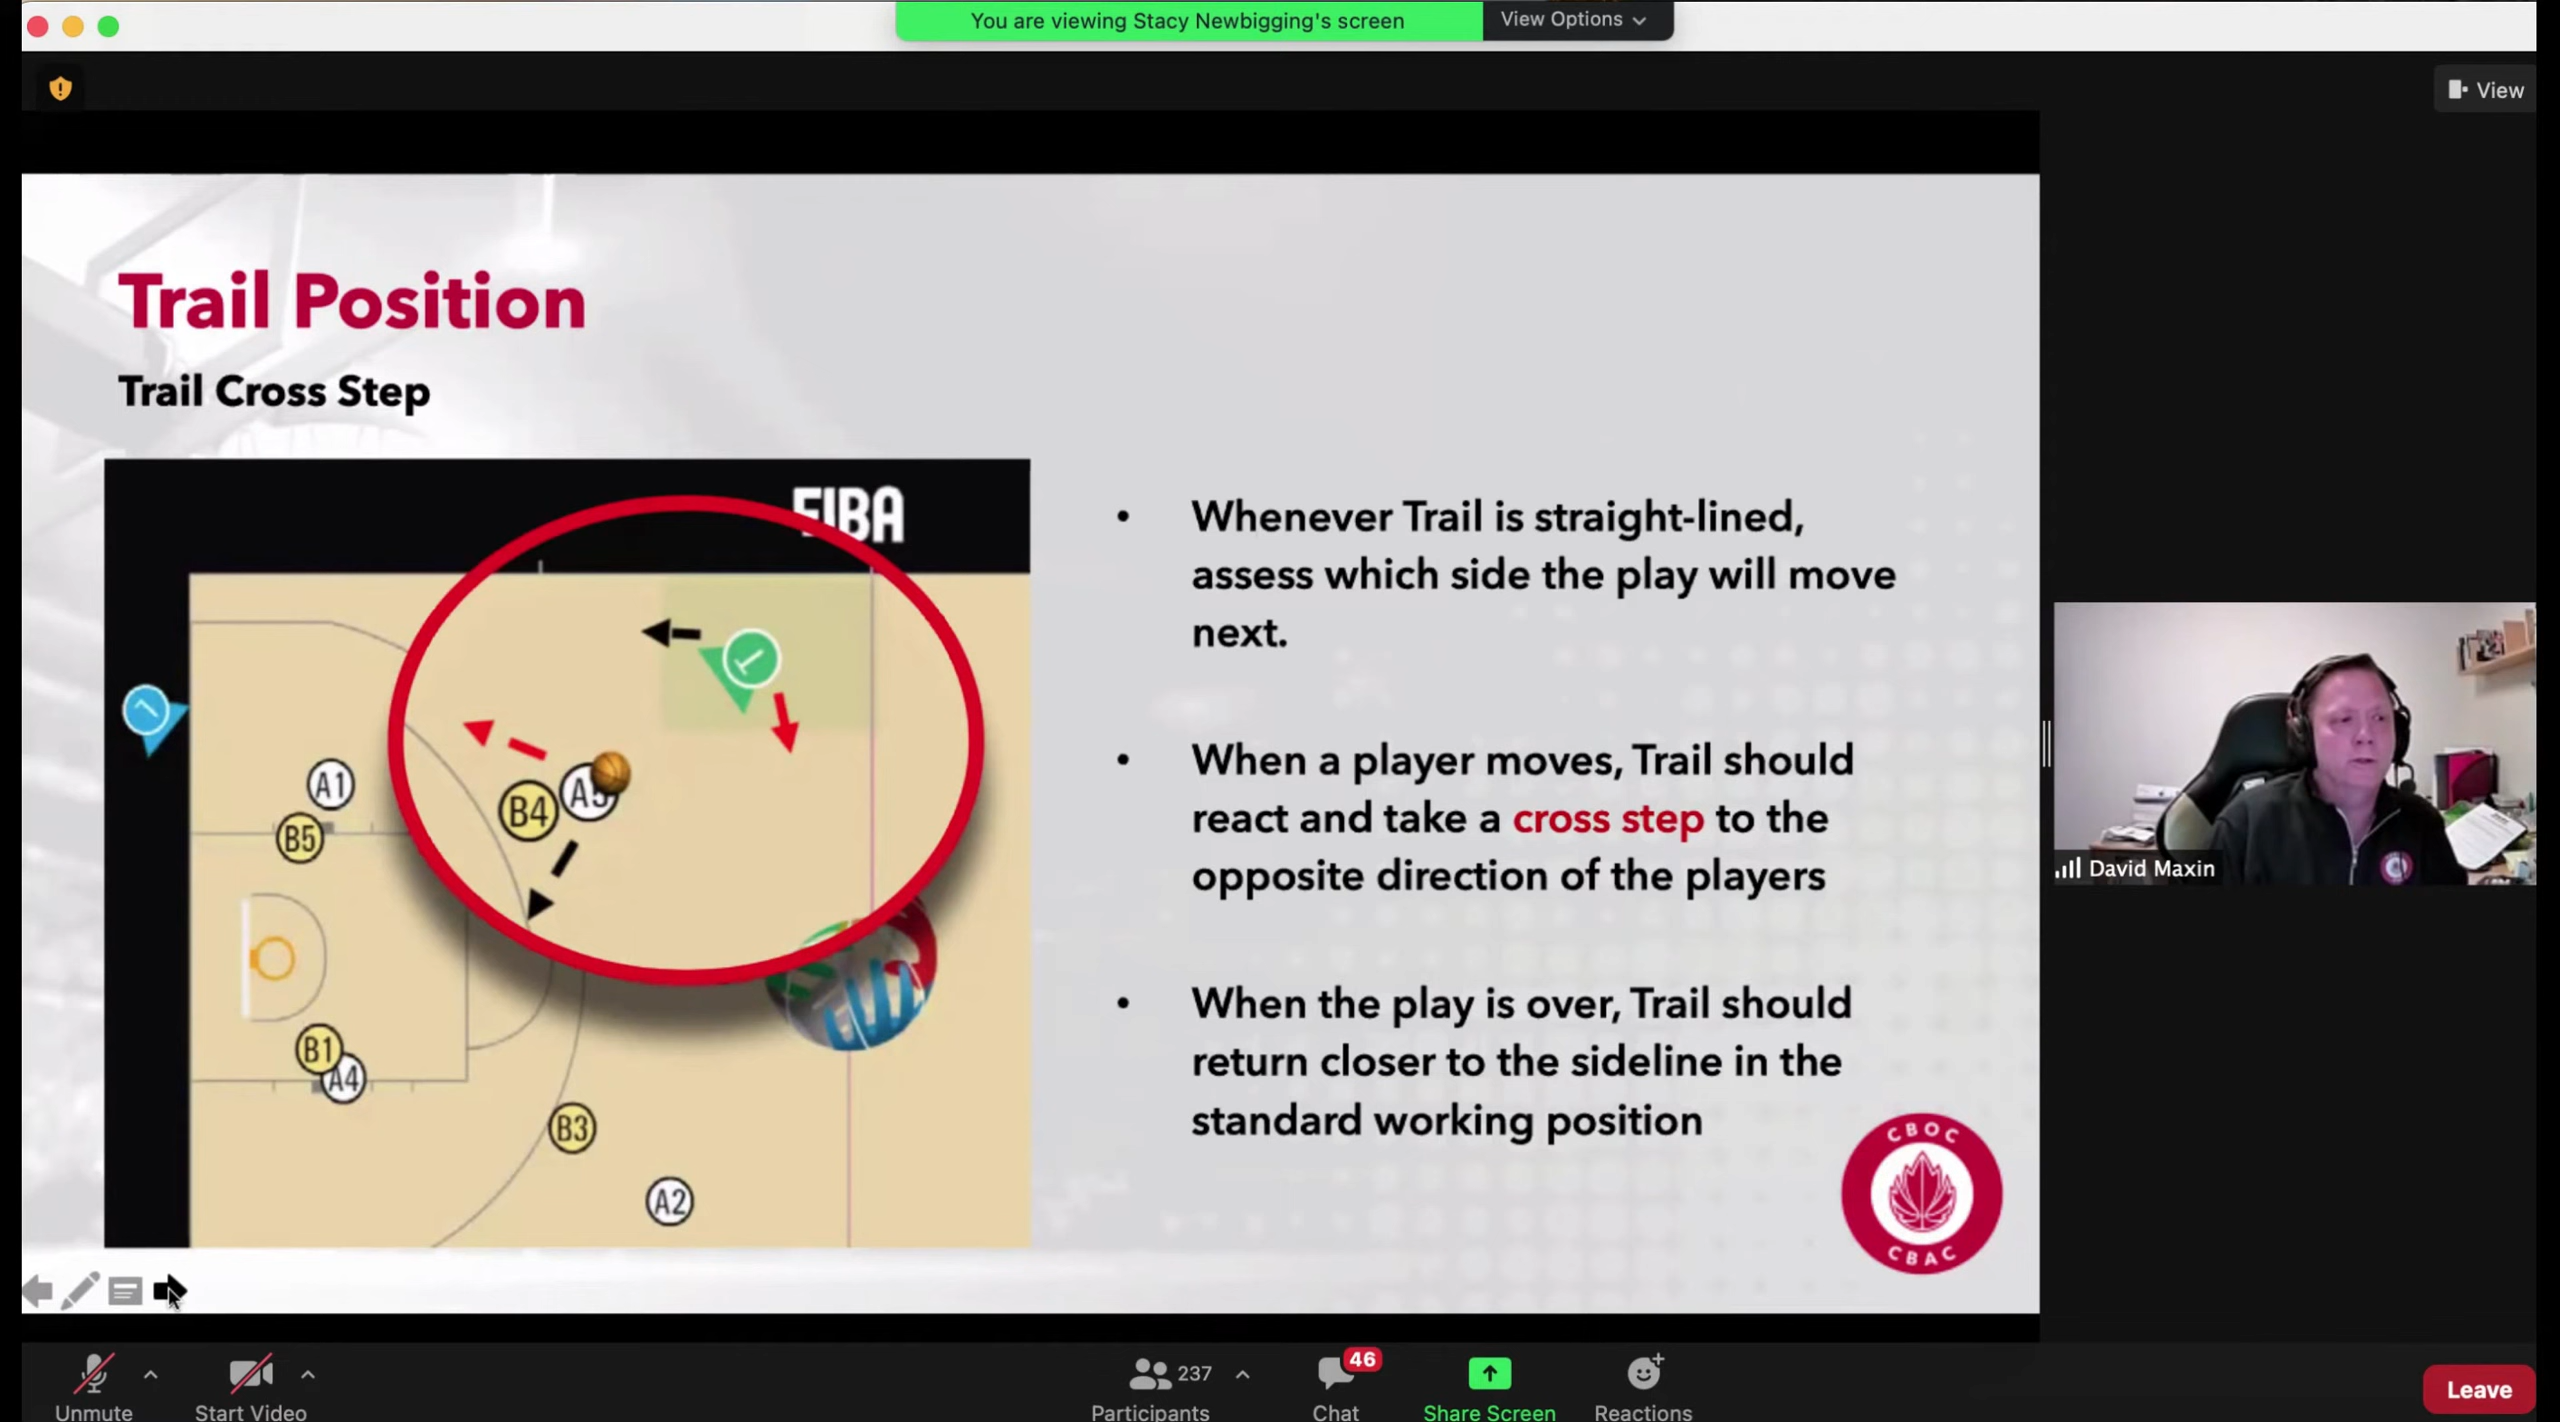 You are viewing Stacy Newbigging's screen
View Options
View
Trail Position
Trail Cross Step
FIBA
A1
B5
B4
A5
B1
A4
B3
A2
• Whenever Trail is straight-lined,
assess which side the play will move
next.
• When a player moves, Trail should
react and take a cross step to the
opposite direction of the players
• When the play is over, Trail should
return closer to the sideline in the
standard working position
CBOC
CBAC
David Maxin
Unmute
Start Video
237
Participants
46
Chat
Share Screen
Reactions
Leave